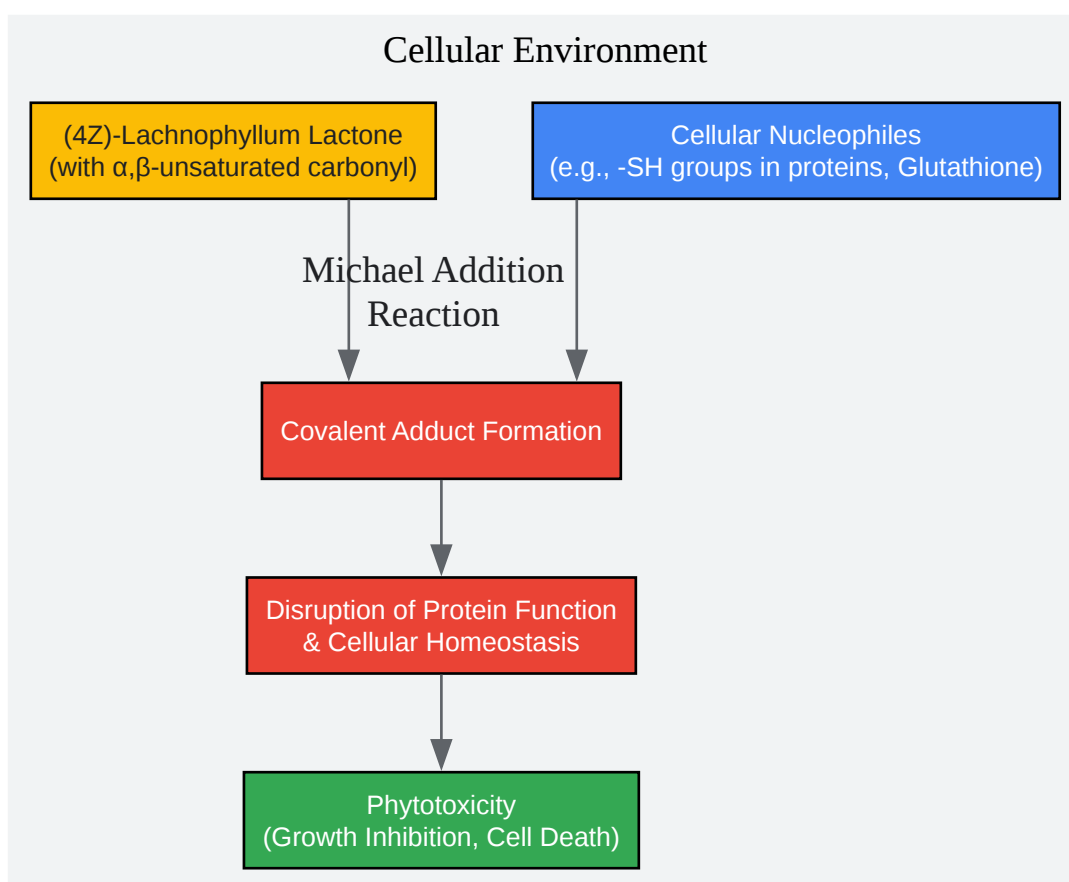 Cellular Environment
(4Z)-Lachnophyllum Lactone
(with α,β-unsaturated carbonyl)
Cellular Nucleophiles
(e.g., -SH groups in proteins, Glutathione)
Michael Addition
Reaction
Covalent Adduct Formation
Disruption of Protein Function
& Cellular Homeostasis
Phytotoxicity
(Growth Inhibition, Cell Death)